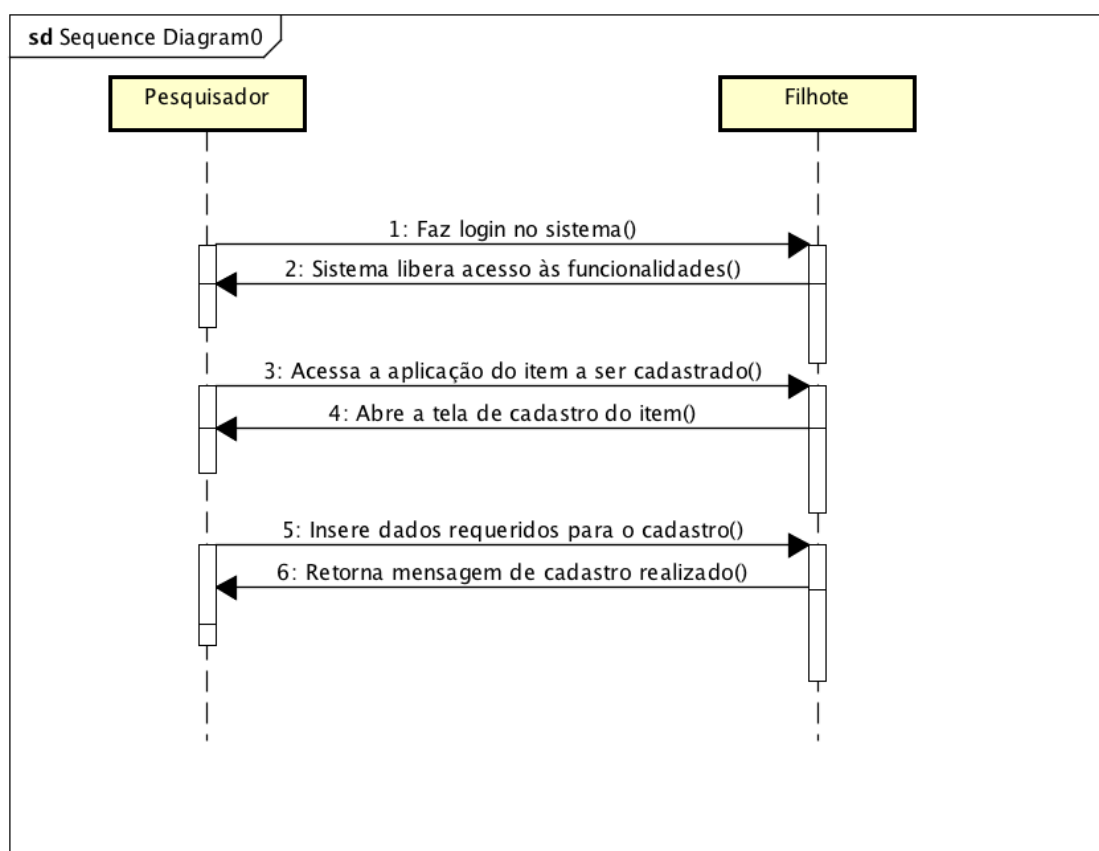 sd Sequence Diagram0
Pesquisador
Filhote
1: Faz login no sistema()
2: Sistema libera acesso às funcionalidades()
3: Acessa a aplicação do item a ser cadastrado()
4: Abre a tela de cadastro do item()
5: Insere dados requeridos para o cadastro()
6: Retorna mensagem de cadastro realizado()